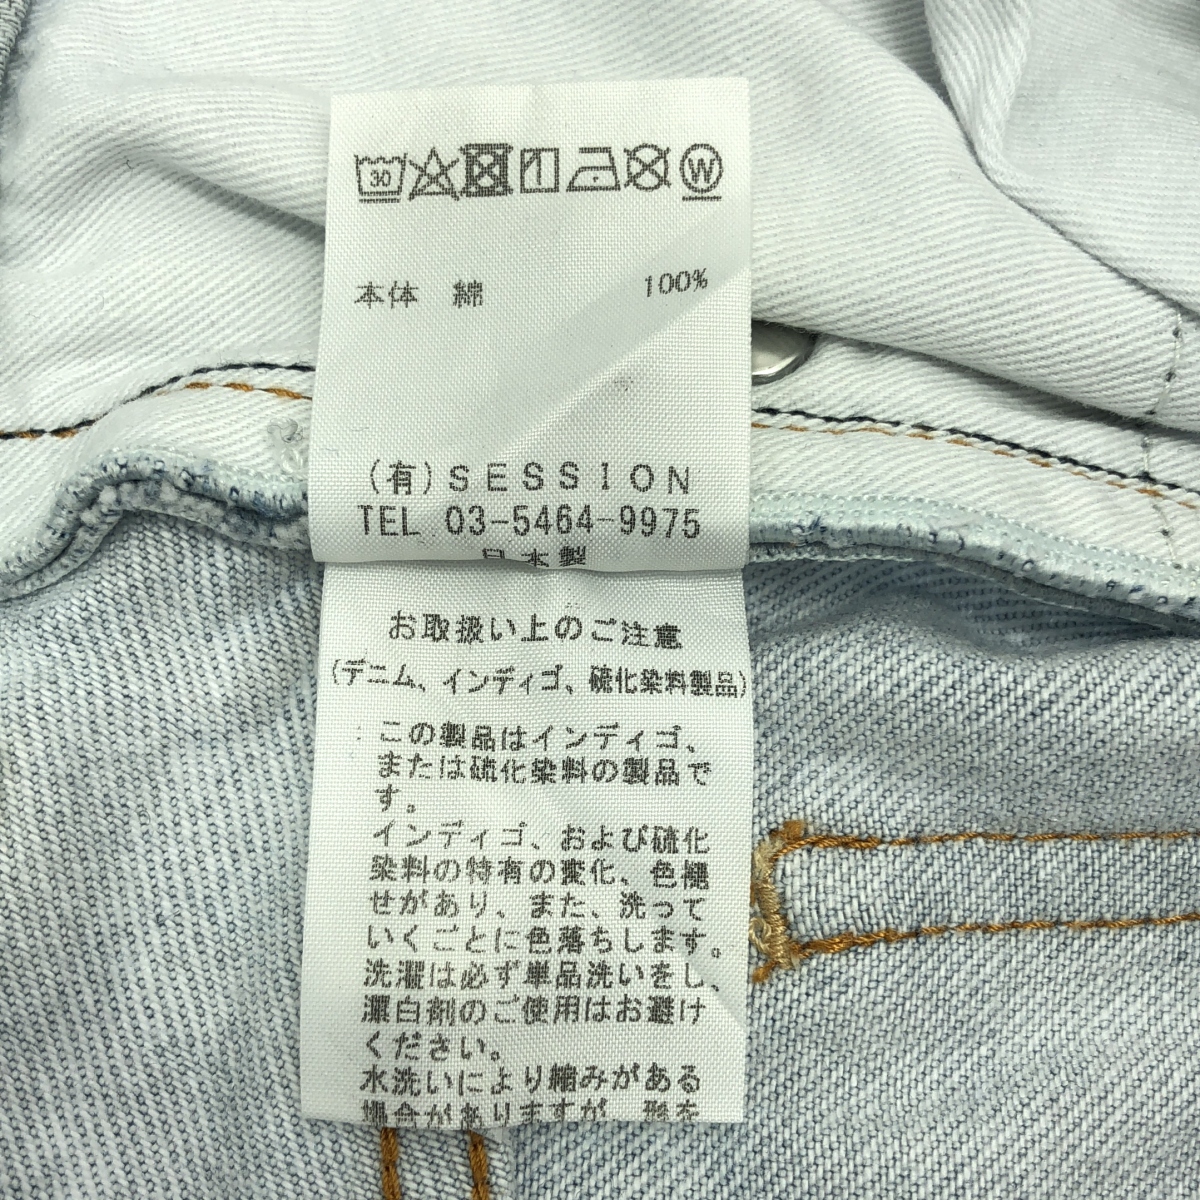 30 W
本体 綿 100%
(有)SESSION
TEL 03-5464-9975
日本製
お取扱い上のご注意
(デニム、インディゴ、硫化染料製品)
この製品はインディゴ、
または硫化染料の製品で
す。
インディゴ、および硫化
染料の特有の変化、色褪
せがあり、また、洗って
いくごとに色落ちします。
洗濯は必ず単品洗いをし、
漂白剤のご使用はお避け
ください。
水洗いにより縮みがある
場合がありますが、形を